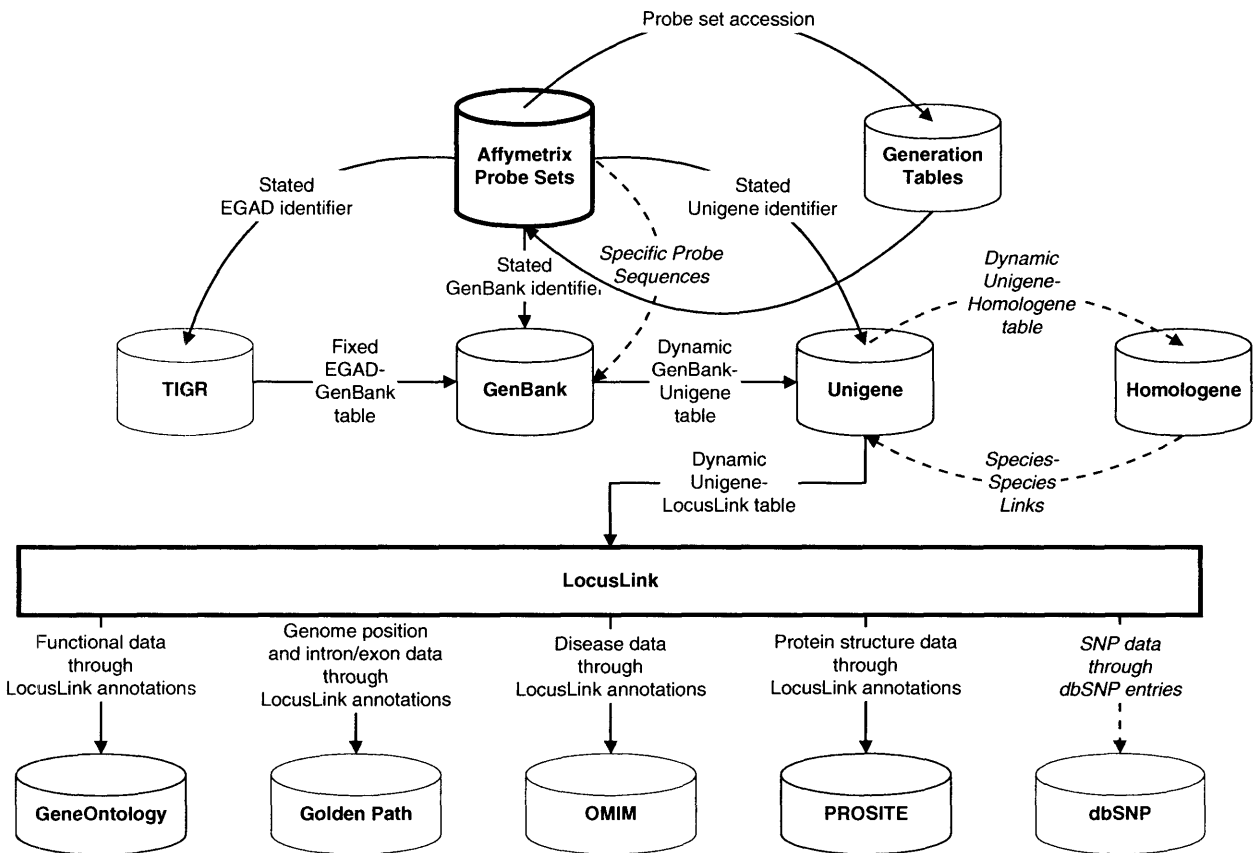 Probe set accession
Affymetrix
Probe Sets
Generation
Tables
Stated
EGAD identifier
Stated
Unigene identifier
Specific Probe
Sequences
Stated
GenBank identifier
Dynamic
Unigene-
Homologene
table
TIGR
Fixed
EGAD-
GenBank
table
GenBank
Dynamic
GenBank-
Unigene
table
Unigene
Homologene
Dynamic
Unigene-
LocusLink table
Species-
Species
Links
LocusLink
Functional data
through
LocusLink annotations
Genome position
and intron/exon data
through
LocusLink annotations
Disease data
through
LocusLink annotations
Protein structure data
through
LocusLink annotations
SNP data
through
dbSNP entries
GeneOntology
Golden Path
OMIM
PROSITE
dbSNP